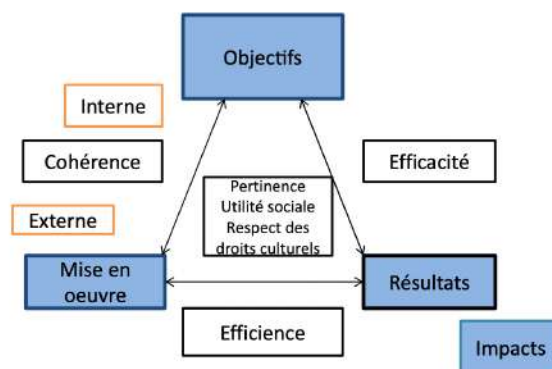 Objectifs
Interne
Cohérence
Efficacité
Pertinence
Utilité sociale
Respect des
droits culturels
Externe
Mise en
oeuvre
Résultats
Efficience
Impacts